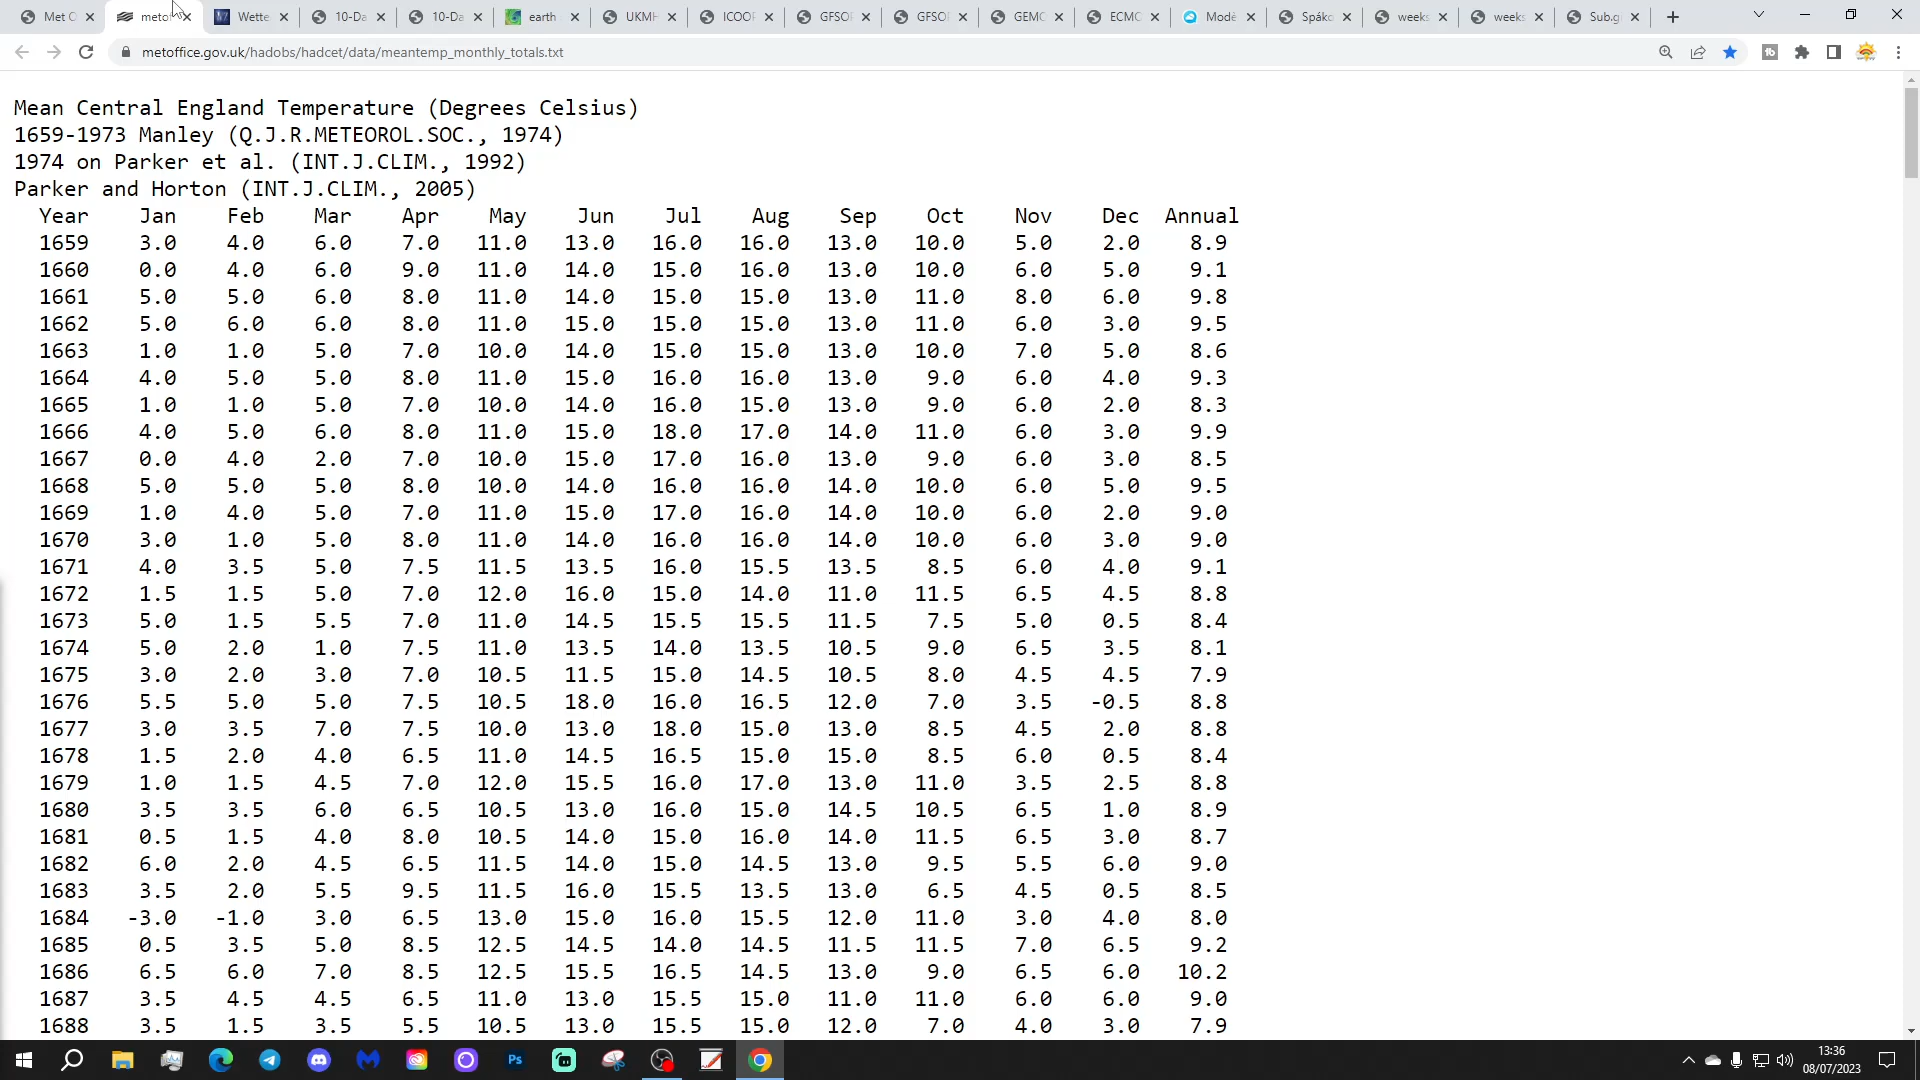 Met O
metof
Wette
10-Da
10-Da
earth
UKMH
ICOOP
GFSO
GFSO
GEMO
ECMO
Modè
Spáko
weeks
weeks
Sub.g
metoffice.gov.uk/hadobs/hadcet/data/meantemp_monthly_totals.txt
Mean Central England Temperature (Degrees Celsius)
1659-1973 Manley (Q.J.R.METEOROL.SOC., 1974)
1974 on Parker et al. (INT.J.CLIM., 1992)
Parker and Horton (INT.J.CLIM., 2005)
Year Jan Feb Mar Apr May Jun Jul Aug Sep Oct Nov Dec Annual
1659 3.0 4.0 6.0 7.0 11.0 13.0 16.0 16.0 13.0 10.0 5.0 2.0 8.9
1660 0.0 4.0 6.0 9.0 11.0 14.0 15.0 16.0 13.0 10.0 6.0 5.0 9.1
1661 5.0 5.0 6.0 8.0 11.0 14.0 15.0 15.0 13.0 11.0 8.0 6.0 9.8
1662 5.0 6.0 6.0 8.0 11.0 15.0 15.0 15.0 13.0 11.0 6.0 3.0 9.5
1663 1.0 1.0 5.0 7.0 10.0 14.0 15.0 15.0 13.0 10.0 7.0 5.0 8.6
1664 4.0 5.0 5.0 8.0 11.0 15.0 16.0 16.0 13.0 9.0 6.0 4.0 9.3
1665 1.0 1.0 5.0 7.0 10.0 14.0 16.0 15.0 13.0 9.0 6.0 2.0 8.3
1666 4.0 5.0 6.0 8.0 11.0 15.0 18.0 17.0 14.0 11.0 6.0 3.0 9.9
1667 0.0 4.0 2.0 7.0 10.0 15.0 17.0 16.0 13.0 9.0 6.0 3.0 8.5
1668 5.0 5.0 5.0 8.0 10.0 14.0 16.0 16.0 14.0 10.0 6.0 5.0 9.5
1669 1.0 4.0 5.0 7.0 11.0 15.0 17.0 16.0 14.0 10.0 6.0 2.0 9.0
1670 3.0 1.0 5.0 8.0 11.0 14.0 16.0 16.0 14.0 10.0 6.0 3.0 9.0
1671 4.0 3.5 5.0 7.5 11.5 13.5 16.0 15.5 13.5 8.5 6.0 4.0 9.1
1672 1.5 1.5 5.0 7.0 12.0 16.0 15.0 14.0 11.0 11.5 6.5 4.5 8.8
1673 5.0 1.5 5.5 7.0 11.0 14.5 15.5 15.5 11.5 7.5 5.0 0.5 8.4
1674 5.0 2.0 1.0 7.5 11.0 13.5 14.0 13.5 10.5 9.0 6.5 3.5 8.1
1675 3.0 2.0 3.0 7.0 10.5 11.5 15.0 14.5 10.5 8.0 4.5 4.5 7.9
1676 5.5 5.0 5.0 7.5 10.5 18.0 16.0 16.5 12.0 7.0 3.5 -0.5 8.8
1677 3.0 3.5 7.0 7.5 10.0 13.0 18.0 15.0 13.0 8.5 4.5 2.0 8.8
1678 1.5 2.0 4.0 6.5 11.0 14.5 16.5 15.0 15.0 8.5 6.0 0.5 8.4
1679 1.0 1.5 4.5 7.0 12.0 15.5 16.0 17.0 13.0 11.0 3.5 2.5 8.8
1680 3.5 3.5 6.0 6.5 10.5 13.0 16.0 15.0 14.5 10.5 6.5 1.0 8.9
1681 0.5 1.5 4.0 8.0 10.5 14.0 15.0 16.0 14.0 11.5 6.5 3.0 8.7
1682 6.0 2.0 4.5 6.5 11.5 14.0 15.0 14.5 13.0 9.5 5.5 6.0 9.0
1683 3.5 2.0 5.5 9.5 11.5 16.0 15.5 13.5 13.0 6.5 4.5 0.5 8.5
1684 -3.0 -1.0 3.0 6.5 13.0 15.0 16.0 15.5 12.0 11.0 3.0 4.0 8.0
1685 0.5 3.5 5.0 8.5 12.5 14.5 14.0 14.5 11.5 11.5 7.0 6.5 9.2
1686 6.5 6.0 7.0 8.5 12.5 15.5 16.5 14.5 13.0 9.0 6.5 6.0 10.2
1687 3.5 4.5 4.5 6.5 11.0 13.0 15.5 15.0 11.0 11.0 6.0 6.0 9.0
1688 3.5 1.5 3.5 5.5 10.5 13.0 15.5 15.0 12.0 7.0 4.0 3.0 7.9
Ps
13:36
08/07/2023